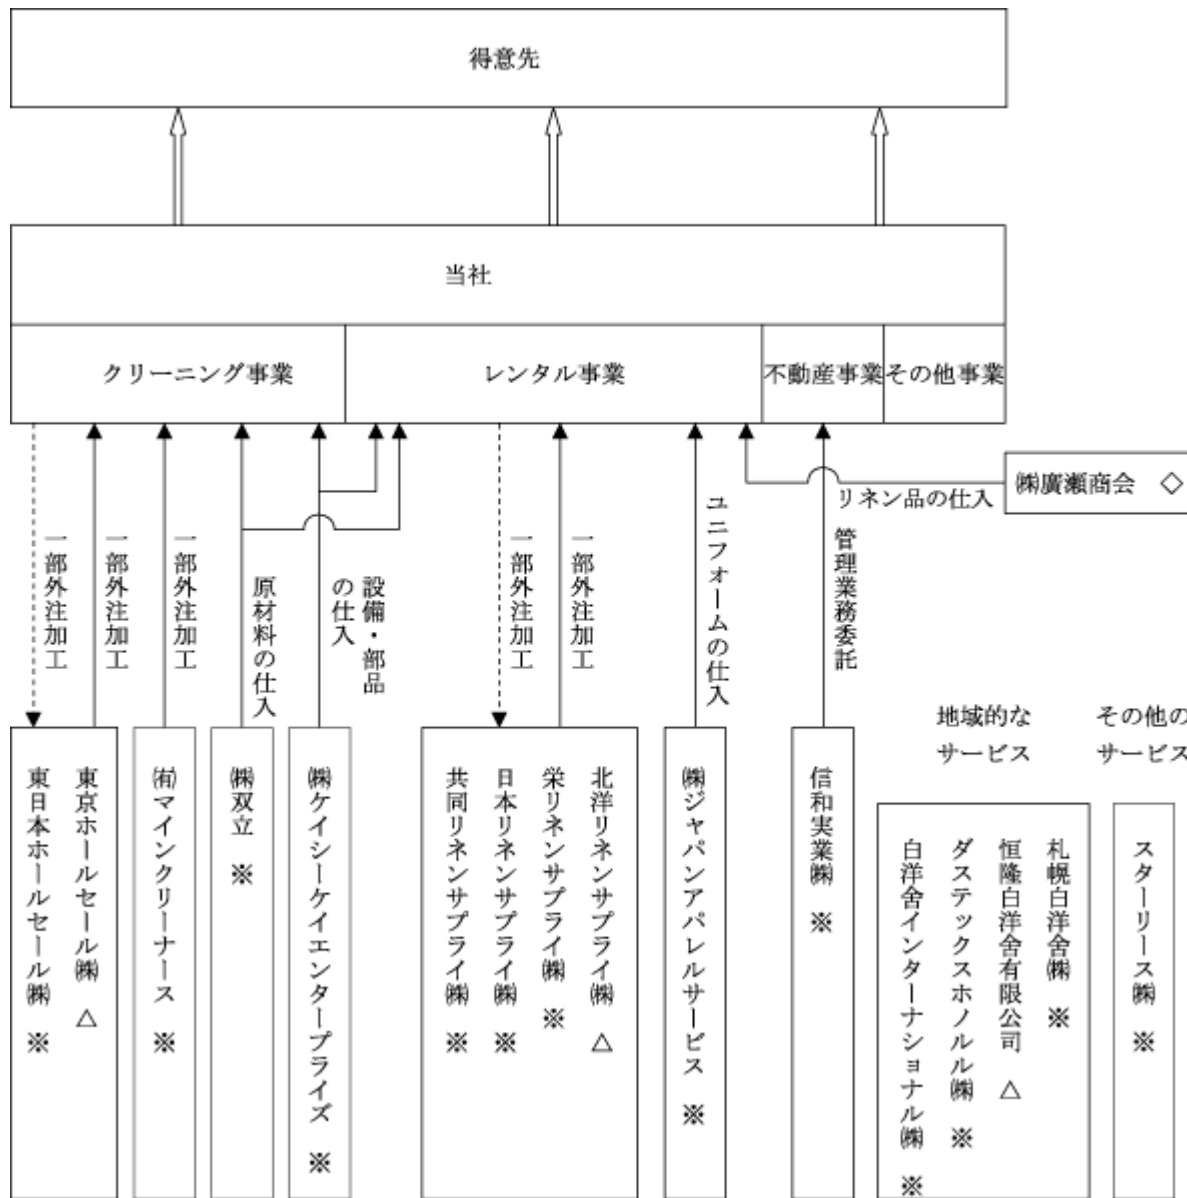 得意先
当社
クリーニング事業
レンタル事業
不動産事業
その他事業
㈱廣瀬商会 ◇
リネン品の仕入
一部外注加工
一部外注加工
一部外注加工
原材料の仕入
設備・部品
の仕入
一部外注加工
一部外注加工
ユニフォームの仕入
管理業務委託
地域的な
サービス
その他の
サービス
東日本ホールセール㈱ ※
東京ホールセール㈱ △
㈲マインクリーナース ※
㈱双立 ※
㈱ケイシーケイエンタープライズ ※
共同リネンサプライ㈱ ※
日本リネンサプライ㈱ ※
栄リネンサプライ㈱ ※
北洋リネンサプライ㈱ △
㈱ジャパンアパレルサービス ※
信和実業㈱ ※
白洋舍インターナショナル㈱ ※
ダステックスホノルル㈱ ※
恒隆白洋舍有限公司 △
札幌白洋舍㈱ ※
スターリース㈱ ※